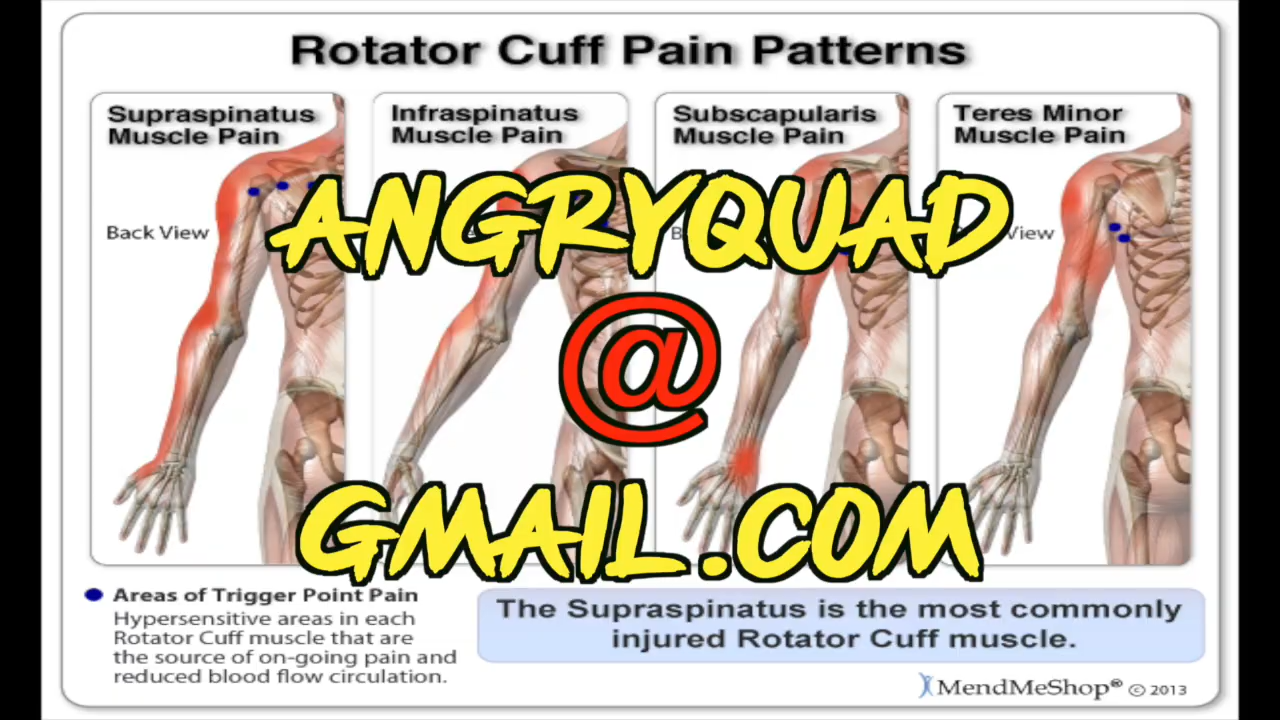 Rotator Cuff Pain Patterns
Supraspinatus
Muscle Pain
Infraspinatus
Muscle Pain
Subscapularis
Muscle Pain
Teres Minor
Muscle Pain
Back View
View
ANGRYQUAD
@
GMAIL.COM
Areas of Trigger Point Pain
Hypersensitive areas in each
Rotator Cuff muscle that are
the source of on-going pain and
reduced blood flow circulation.
The Supraspinatus is the most commonly
injured Rotator Cuff muscle.
MendMeShop® © 2013